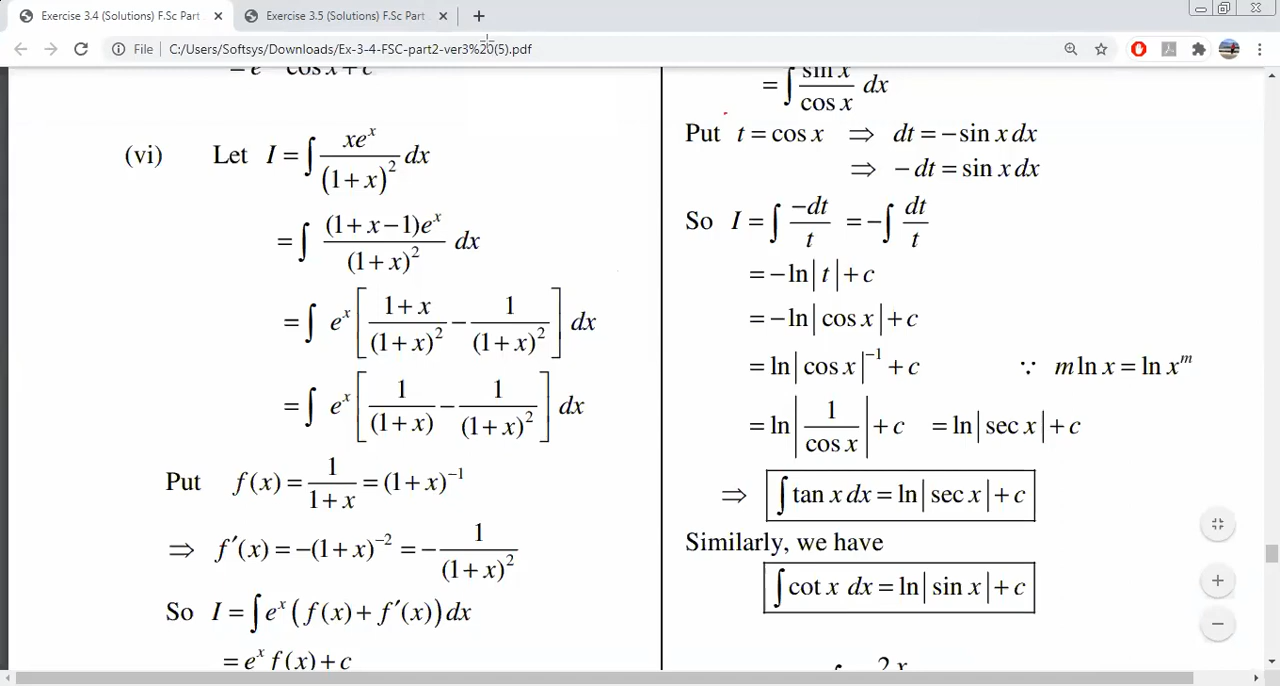 Exercise 3.4 (Solutions) F.Sc Part
Exercise 3.5 (Solutions) F.Sc Part
File | C:/Users/Softsys/Downloads/Ex-3-4-FSC-part2-ver3%20(5).pdf
= e^x cos x + c
(vi) Let I = ∫ xe^x/(1+x)^2 dx
= ∫ (1+x−1)e^x/(1+x)^2 dx
= ∫ e^x [ 1+x/(1+x)^2 − 1/(1+x)^2 ] dx
= ∫ e^x [ 1/(1+x) − 1/(1+x)^2 ] dx
Put f(x) = 1/1+x = (1+x)^−1
⇒ f′(x) = −(1+x)^−2 = − 1/(1+x)^2
So I = ∫ e^x ( f(x) + f′(x) ) dx
= e^x f(x) + c
= ∫ sin x/cos x dx
Put t = cos x ⇒ dt = − sin x dx
⇒ − dt = sin x dx
So I = ∫ −dt/t = − ∫ dt/t
= − ln | t | + c
= − ln | cos x | + c
= ln | cos x |^−1 + c ∵ m ln x = ln x^m
= ln | 1/cos x | + c = ln | sec x | + c
⇒ ∫ tan x dx = ln | sec x | + c
Similarly, we have
∫ cot x dx = ln | sin x | + c
2x